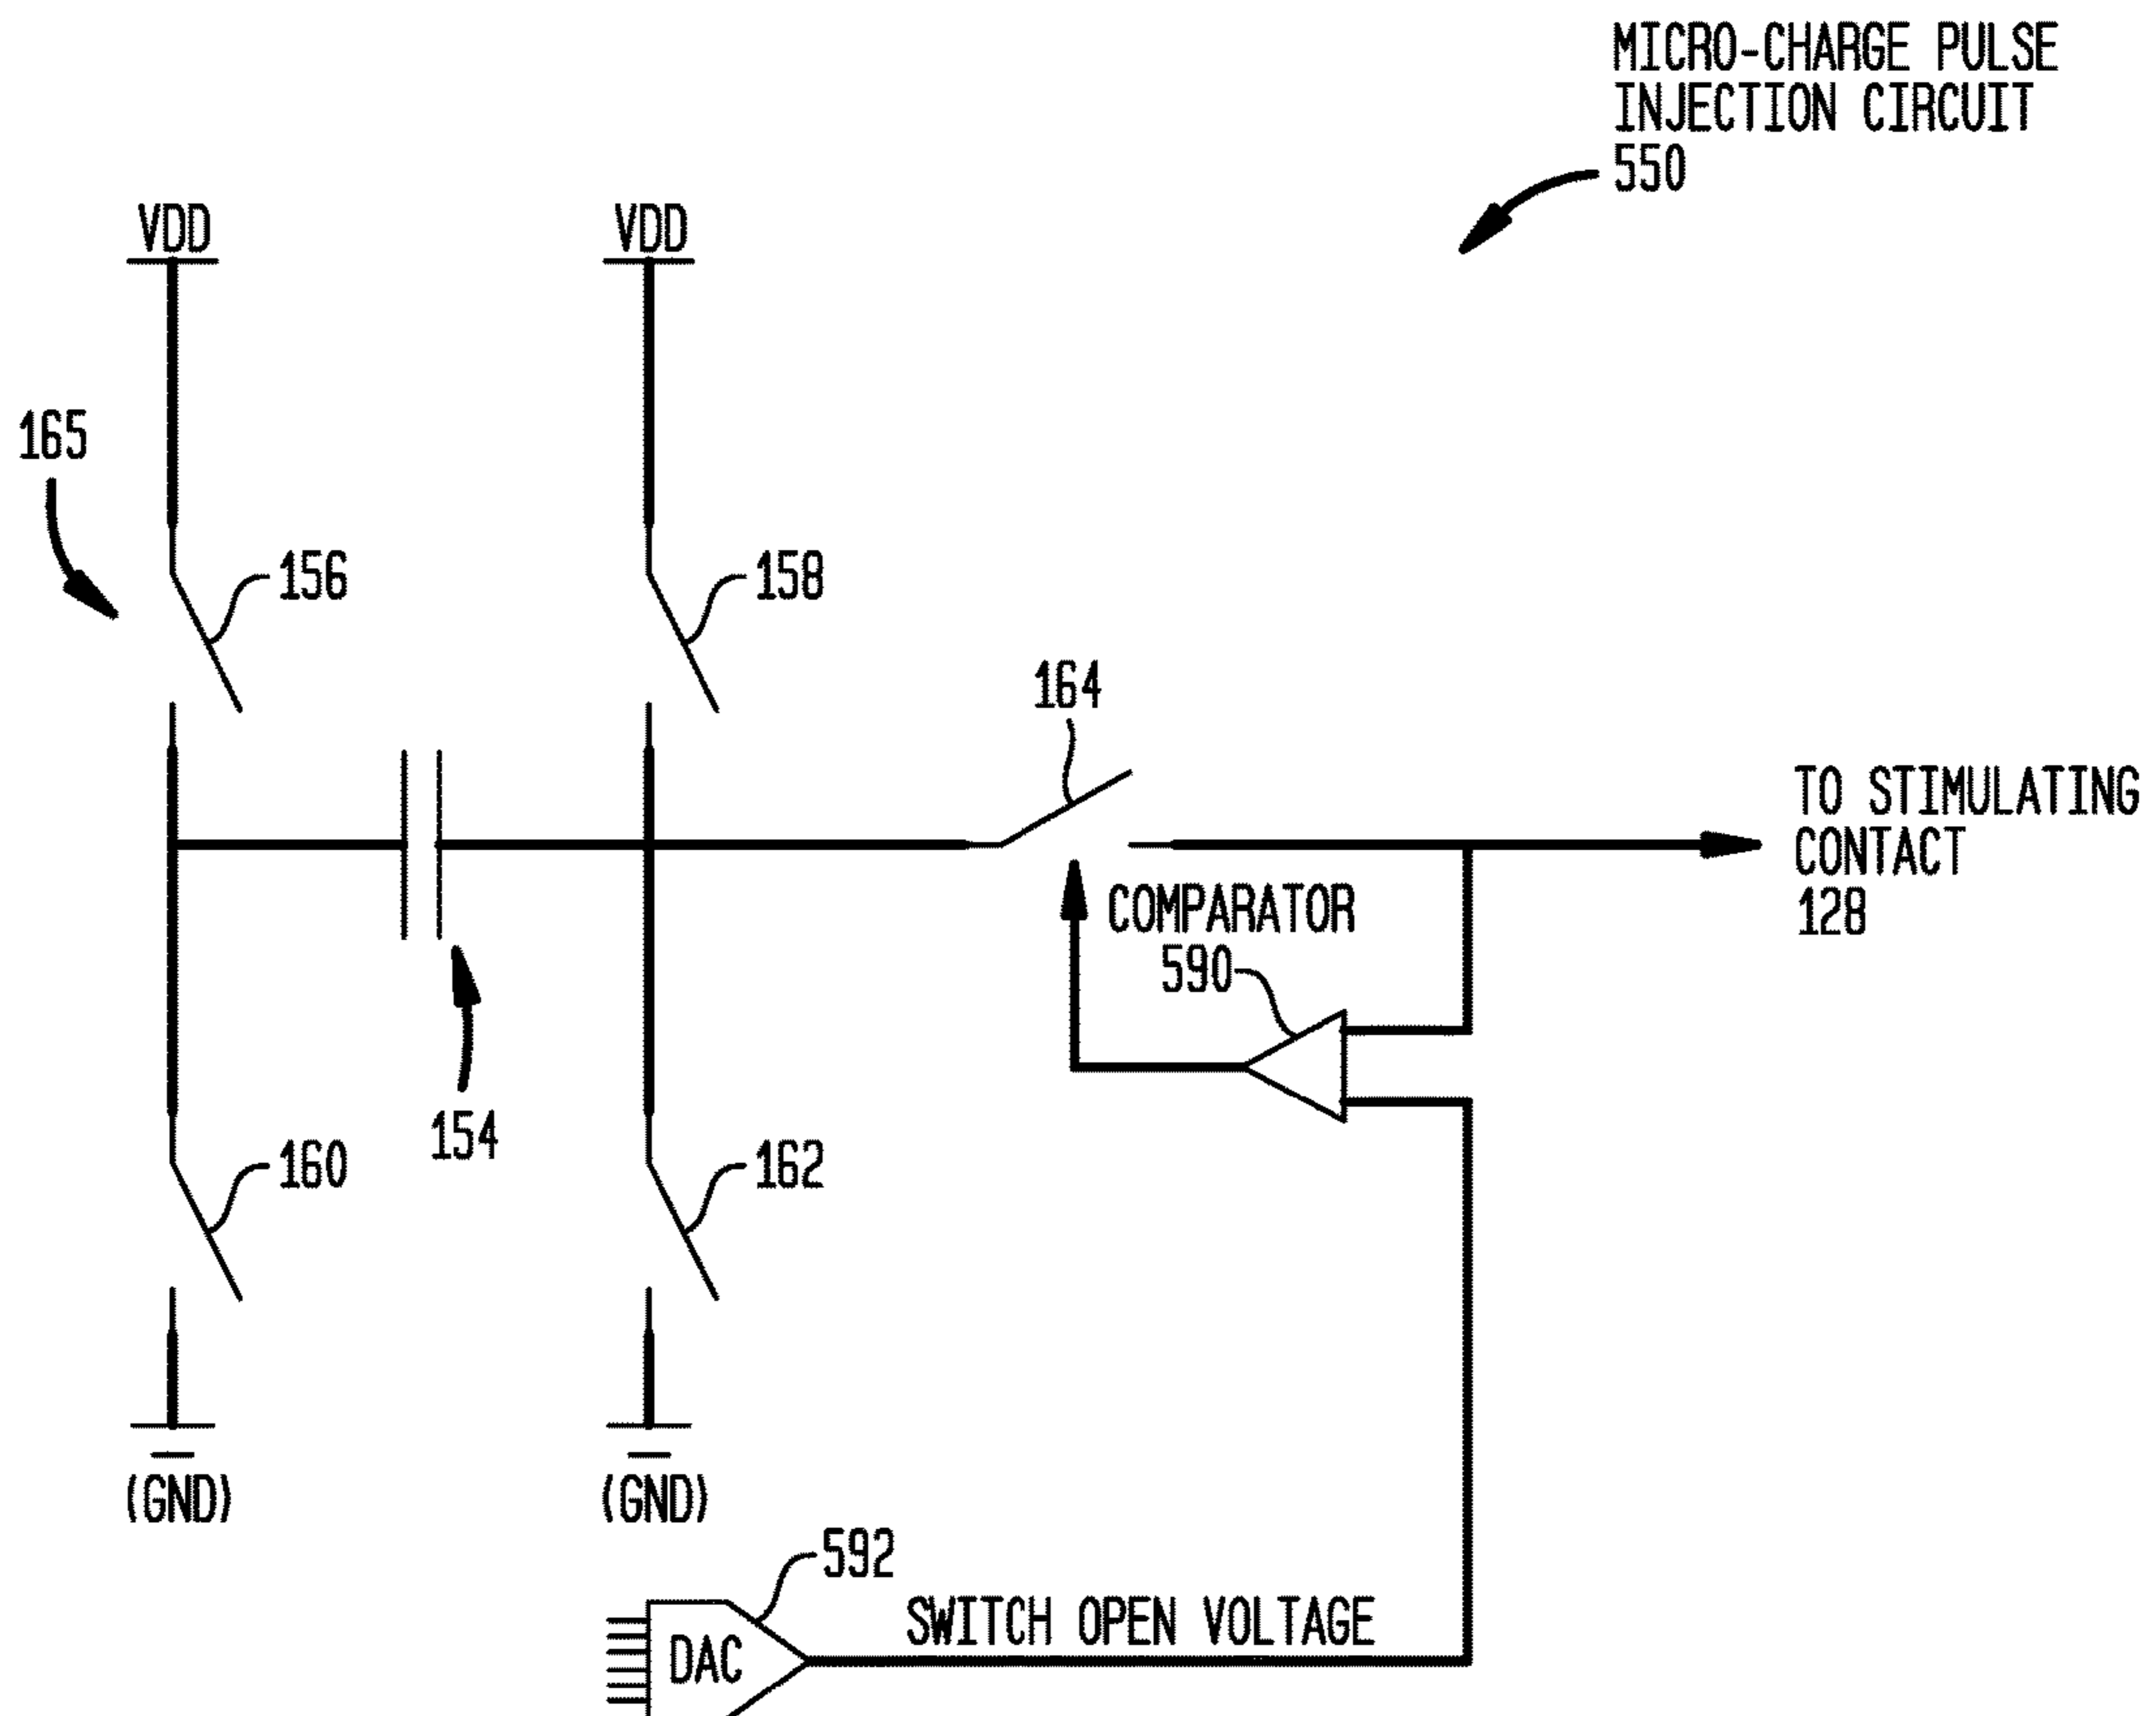 MICRO-CHARGE PULSE
INJECTION CIRCUIT
550
VDD
VDD
165
156
158
164
TO STIMULATING
CONTACT
128
COMPARATOR
590
154
160
162
(GND)
(GND)
592
SWITCH OPEN VOLTAGE
DAC